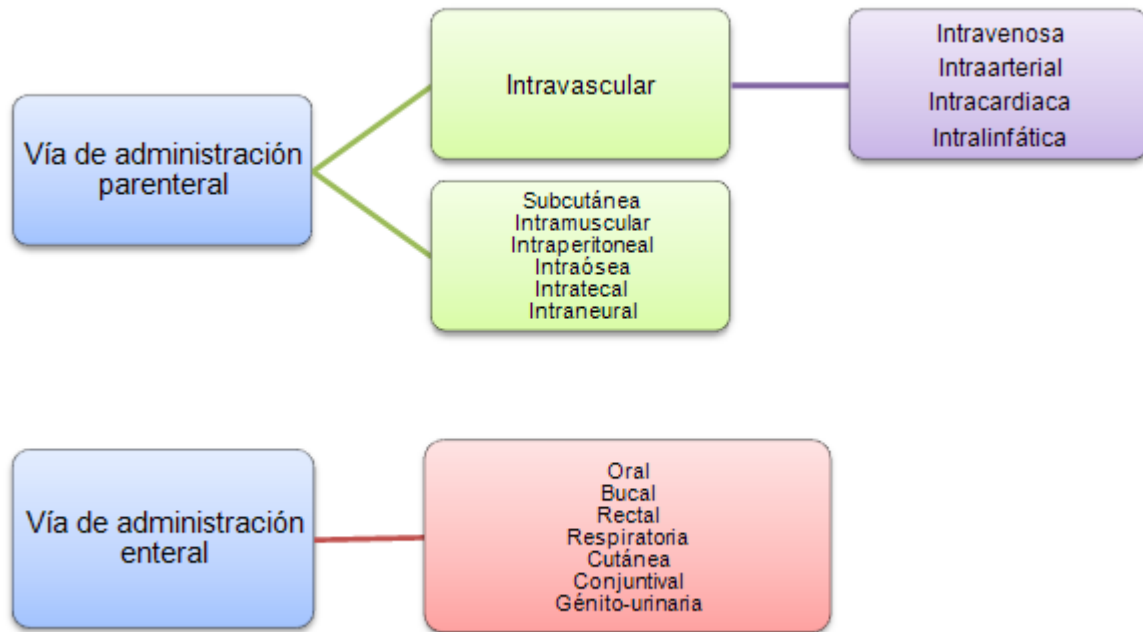 Vía de administración
parenteral
Intravascular
Intravenosa
Intraarterial
Intracardiaca
Intralinfática
Subcutánea
Intramuscular
Intraperitoneal
Intraósea
Intratecal
Intraneural
Vía de administración
enteral
Oral
Bucal
Rectal
Respiratoria
Cutánea
Conjuntival
Génito-urinaria